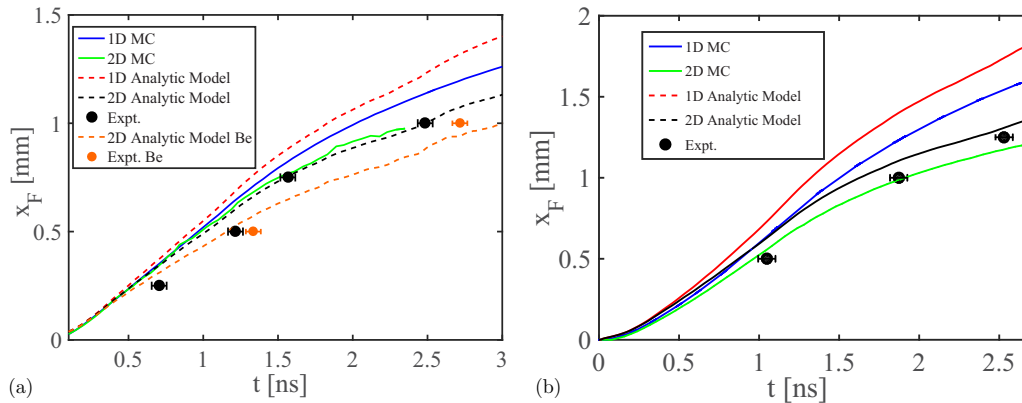 1.5
1
0.5
0
0.5
1
1.5
2
2.5
3
x_F [mm]
t [ns]
1D MC
2D MC
1D Analytic Model
2D Analytic Model
Expt.
2D Analytic Model Be
Expt. Be
(a)
2
1.5
1
0.5
0
0
0.5
1
1.5
2
2.5
x_F [mm]
t [ns]
1D MC
2D MC
1D Analytic Model
2D Analytic Model
Expt.
(b)